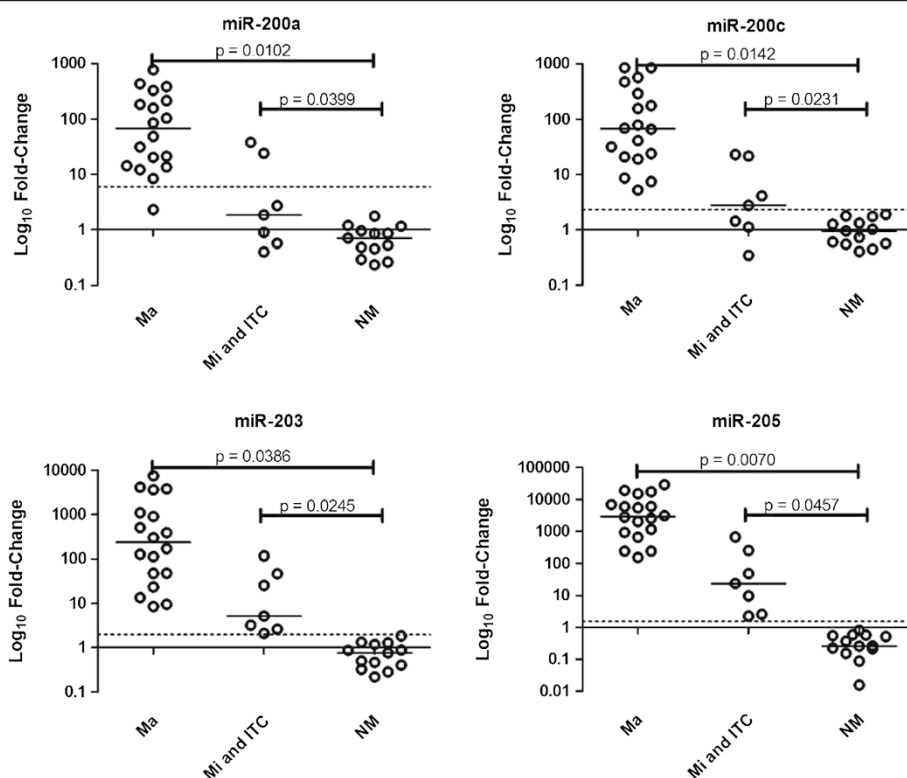 miR-200a
p = 0.0102
p = 0.0399
Log10 Fold-Change
1000
100
10
1
0.1
Ma
Mi and ITC
NM
miR-200c
p = 0.0142
p = 0.0231
Log10 Fold-Change
1000
100
10
1
0.1
Ma
Mi and ITC
NM
miR-203
p = 0.0386
p = 0.0245
Log10 Fold-Change
10000
1000
100
10
1
0.1
Ma
Mi and ITC
NM
miR-205
p = 0.0070
p = 0.0457
Log10 Fold-Change
100000
10000
1000
100
10
1
0.1
0.01
Ma
Mi and ITC
NM